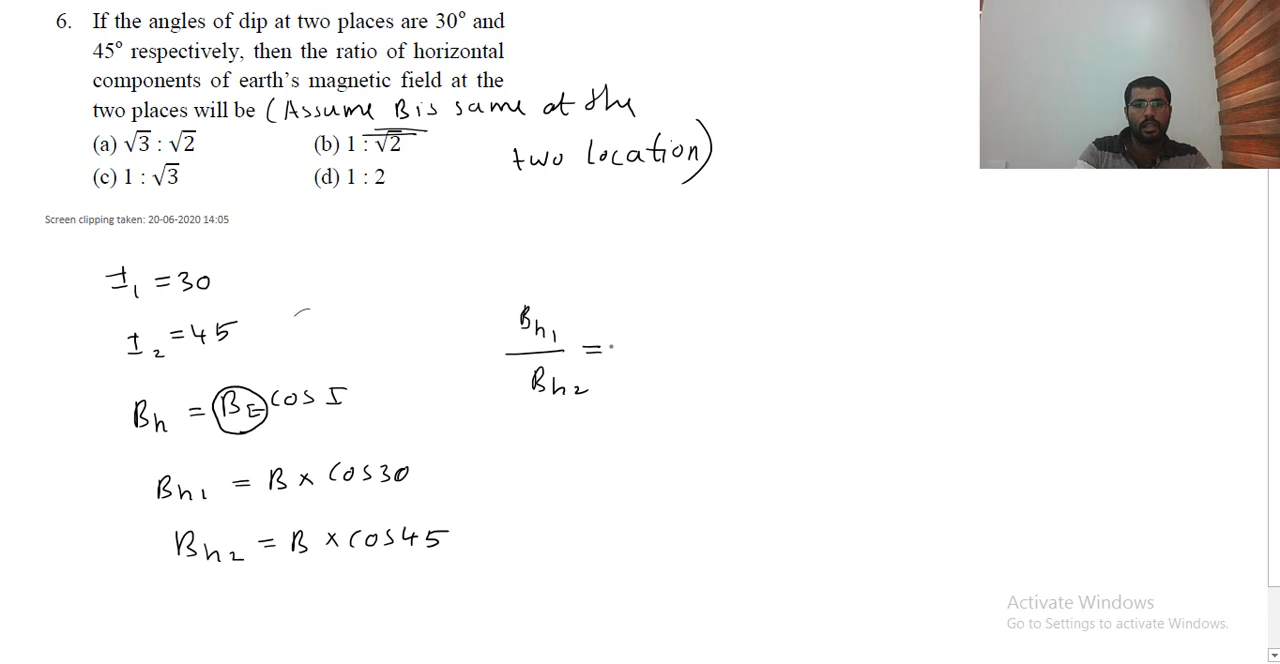 6. If the angles of dip at two places are 30° and
45° respectively, then the ratio of horizontal
components of earth's magnetic field at the
two places will be (Assume B is same at the
two location)
(a) √3 : √2 (b) 1 : √2
(c) 1 : √3 (d) 1 : 2
Screen clipping taken: 20-06-2020 14:05
I₁ = 30
I₂ = 45
Bh = BE cos I
Bh1 = B × cos30
Bh2 = B × cos45
Bh1
Bh2 =
Activate Windows
Go to Settings to activate Windows.